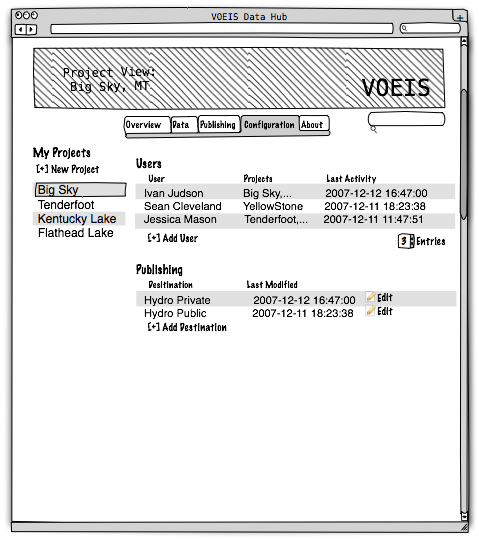 VOEIS Data Hub
Project View:
Big Sky, MT
VOEIS
Overview Data Publishing Configuration About
My Projects
[+] New Project
Big Sky
Tenderfoot
Kentucky Lake
Flathead Lake
Users
User Projects Last Activity
Ivan Judson Big Sky,... 2007-12-12 16:47:00
Sean Cleveland YellowStone 2007-12-11 18:23:38
Jessica Mason Tenderfoot,... 2007-12-11 11:47:51
[+] Add User 3 Entries
Publishing
Desitination Last Modified
Hydro Private 2007-12-12 16:47:00 Edit
Hydro Public 2007-12-11 18:23:38 Edit
[+] Add Destination